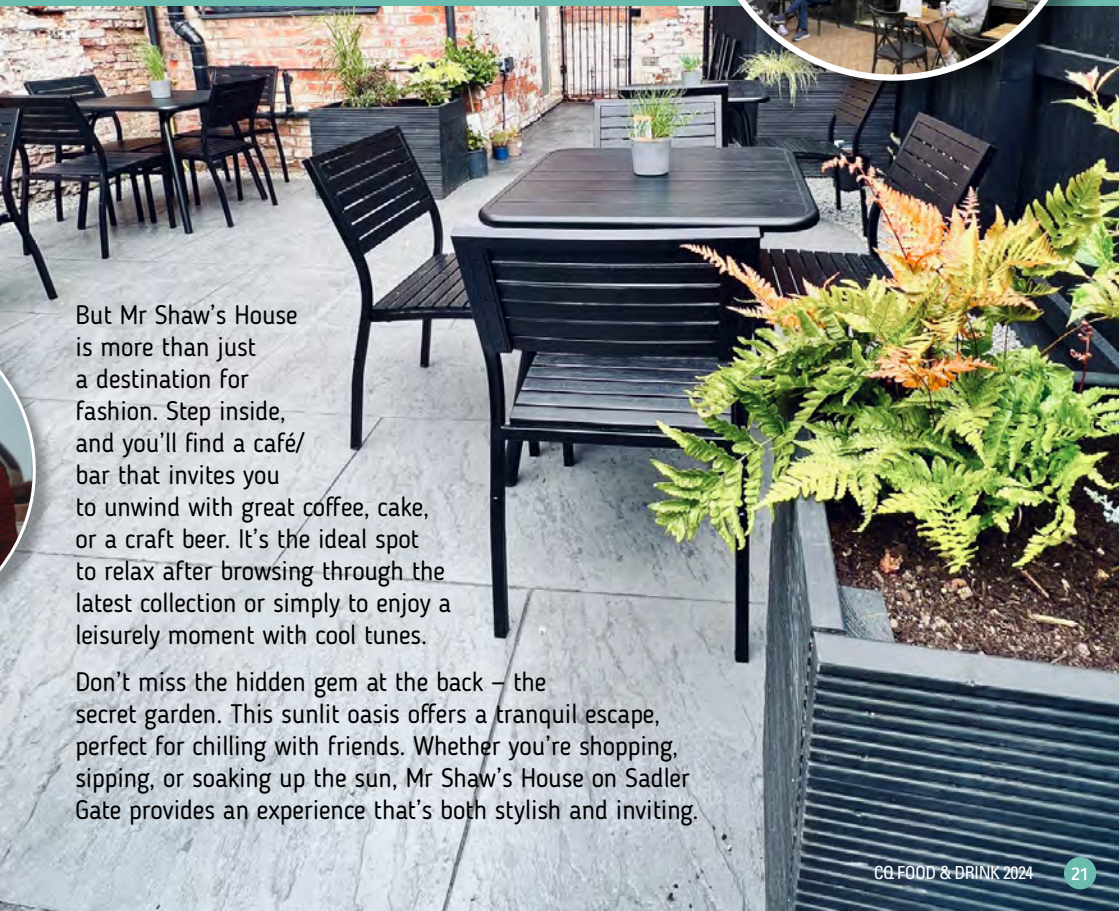 But Mr Shaw’s House
is more than just
a destination for
fashion. Step inside,
and you’ll find a café/
bar that invites you
to unwind with great coffee, cake,
or a craft beer. It’s the ideal spot
to relax after browsing through the
latest collection or simply to enjoy a
leisurely moment with cool tunes.
Don’t miss the hidden gem at the back – the
secret garden. This sunlit oasis offers a tranquil escape,
perfect for chilling with friends. Whether you’re shopping,
sipping, or soaking up the sun, Mr Shaw’s House on Sadler
Gate provides an experience that’s both stylish and inviting.
CQ FOOD & DRINK 2024
21